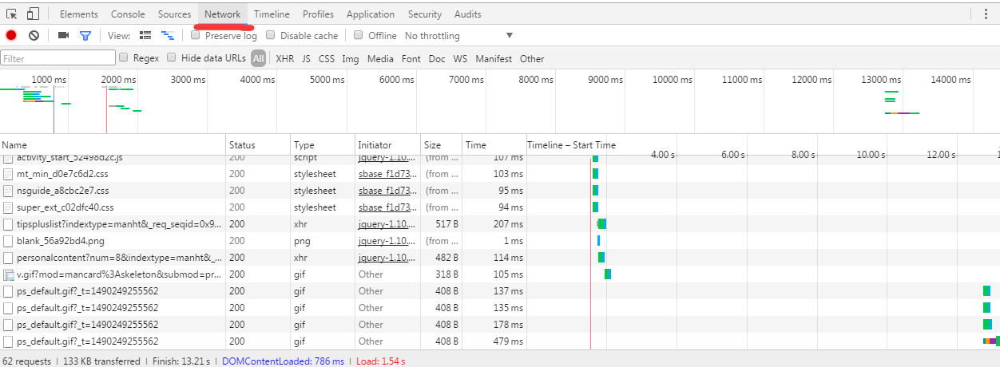 Elements Console Sources Network Timeline Profiles Application Security Audits
View: Preserve log Disable cache Offline No throttling
Filter Regex Hide data URLs All XHR JS CSS Img Media Font Doc WS Manifest Other
1000 ms 2000 ms 3000 ms 4000 ms 5000 ms 6000 ms 7000 ms 8000 ms 9000 ms 10000 ms 11000 ms 12000 ms 13000 ms 14000 ms
Name Status Type Initiator Size Time Timeline – Start Time 4.00 s 6.00 s 8.00 s 10.00 s 12.00 s
activity_start_52498d2c.js 200 script jquery-1.10.... (from ... 107 ms
mt_min_d0e7c6d2.css 200 stylesheet sbase_f1d73... (from ... 103 ms
nsguide_a8cbc2e7.css 200 stylesheet sbase_f1d73... (from ... 95 ms
super_ext_c02dfc40.css 200 stylesheet sbase_f1d73... (from ... 94 ms
tipspluslist?indextype=manht&_req_seqid=0x9... 200 xhr jquery-1.10.... 517 B 207 ms
blank_56a92bd4.png 200 png jquery-1.10.... (from ... 1 ms
personalcontent?num=8&indextype=manht&_... 200 xhr jquery-1.10.... 482 B 114 ms
v.gif?mod=mancard%3Askeleton&submod=pr... 200 gif Other 318 B 105 ms
ps_default.gif?_t=1490249255562 200 gif Other 408 B 137 ms
ps_default.gif?_t=1490249255562 200 gif Other 408 B 135 ms
ps_default.gif?_t=1490249255562 200 gif Other 408 B 178 ms
ps_default.gif?_t=1490249255562 200 gif Other 408 B 479 ms
62 requests | 133 KB transferred | Finish: 13.21 s | DOMContentLoaded: 786 ms | Load: 1.54 s